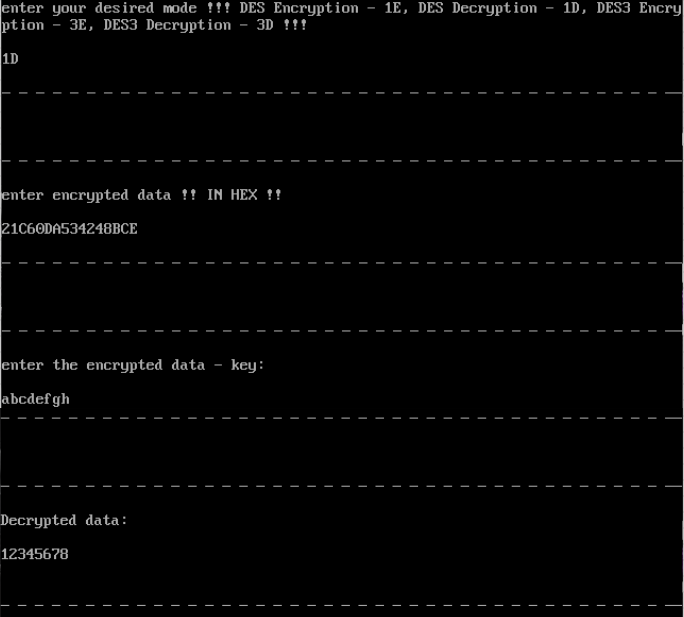 enter your desired mode !!! DES Encryption - 1E, DES Decryption - 1D, DES3 Encry
ption - 3E, DES3 Decryption - 3D !!!
1D
- - - - - - - - - - - - - - - - - - - - - - - - - - - - - - - - - - - - - - - -
- - - - - - - - - - - - - - - - - - - - - - - - - - - - - - - - - - - - - - - -
enter encrypted data !! IN HEX !!
21C60DA534248BCE
- - - - - - - - - - - - - - - - - - - - - - - - - - - - - - - - - - - - - - - -
- - - - - - - - - - - - - - - - - - - - - - - - - - - - - - - - - - - - - - - -
enter the encrypted data - key:
abcdefgh
- - - - - - - - - - - - - - - - - - - - - - - - - - - - - - - - - - - - - - - -
- - - - - - - - - - - - - - - - - - - - - - - - - - - - - - - - - - - - - - - -
Decrypted data:
12345678
- - - - - - - - - - - - - - - - - - - - - - - - - - - - - - - - - - - - - - - -